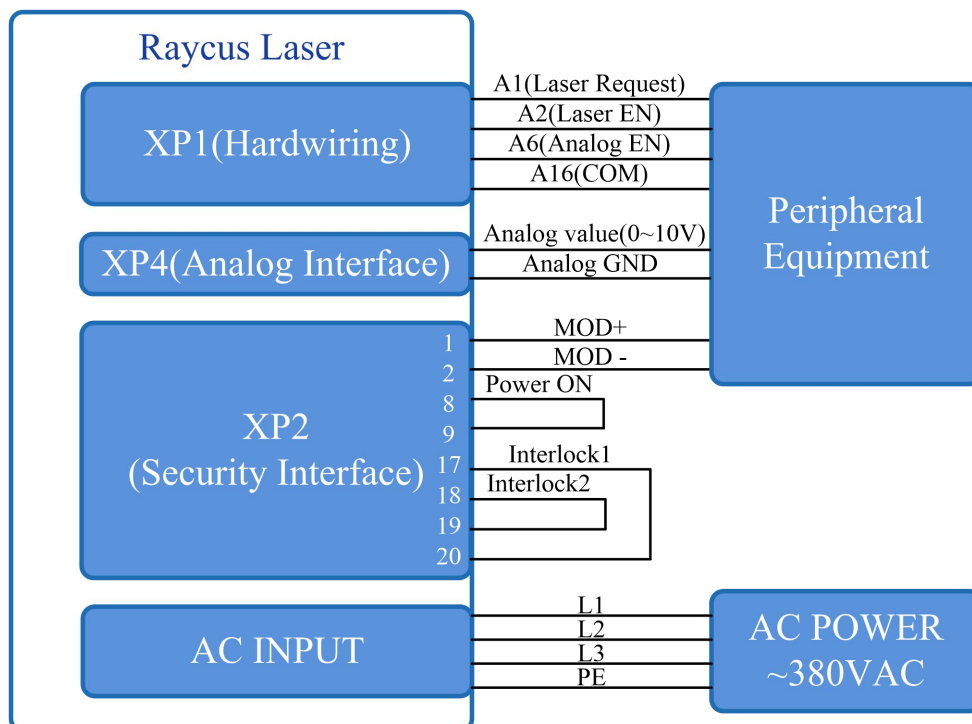 Raycus Laser
XP1(Hardwiring)
A1(Laser Request)
A2(Laser EN)
A6(Analog EN)
A16(COM)
Peripheral
Equipment
XP4(Analog Interface)
Analog value(0~10V)
Analog GND
XP2
(Security Interface)
1
2
8
9
17
18
19
20
MOD+
MOD -
Power ON
Interlock1
Interlock2
AC INPUT
L1
L2
L3
PE
AC POWER
~380VAC